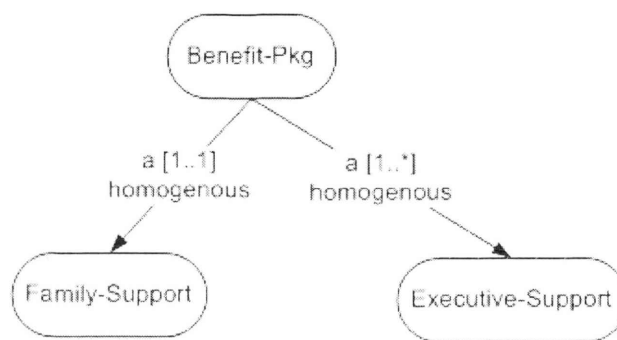 Benefit-Pkg
a [1..1]
homogenous
a [1..*]
homogenous
Family-Support
Executive-Support